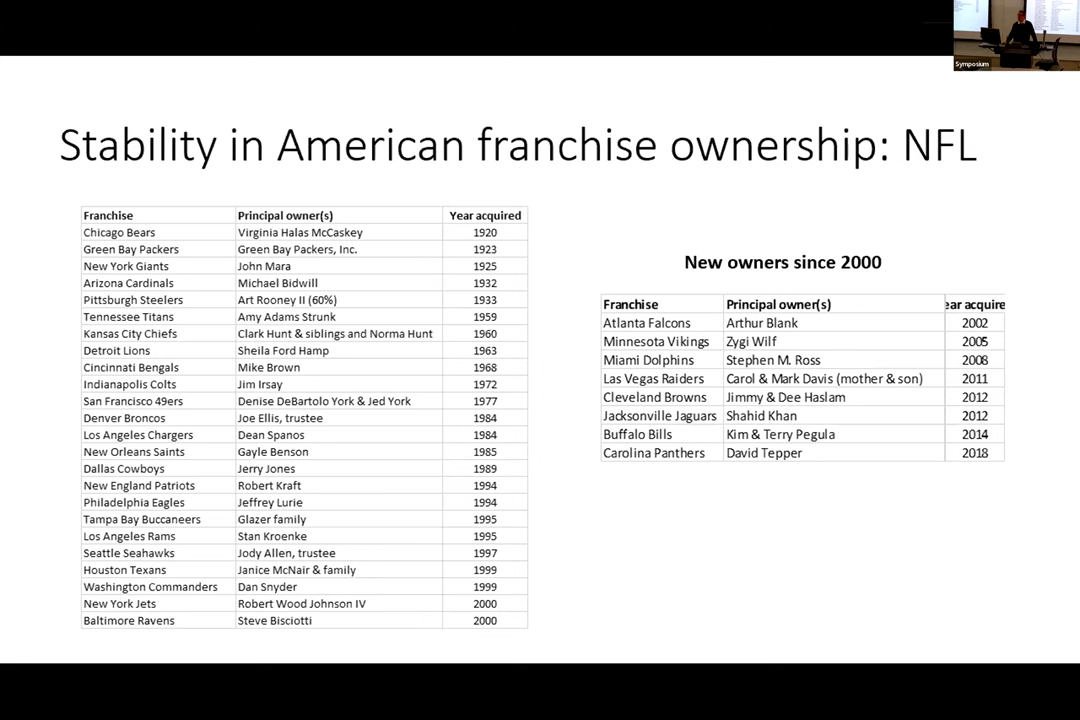 Symposium
Stability in American franchise ownership: NFL
Franchise Principal owner(s) Year acquired
Chicago Bears Virginia Halas McCaskey 1920
Green Bay Packers Green Bay Packers, Inc. 1923
New York Giants John Mara 1925
Arizona Cardinals Michael Bidwill 1932
Pittsburgh Steelers Art Rooney II (60%) 1933
Tennessee Titans Amy Adams Strunk 1959
Kansas City Chiefs Clark Hunt & siblings and Norma Hunt 1960
Detroit Lions Sheila Ford Hamp 1963
Cincinnati Bengals Mike Brown 1968
Indianapolis Colts Jim Irsay 1972
San Francisco 49ers Denise DeBartolo York & Jed York 1977
Denver Broncos Joe Ellis, trustee 1984
Los Angeles Chargers Dean Spanos 1984
New Orleans Saints Gayle Benson 1985
Dallas Cowboys Jerry Jones 1989
New England Patriots Robert Kraft 1994
Philadelphia Eagles Jeffrey Lurie 1994
Tampa Bay Buccaneers Glazer family 1995
Los Angeles Rams Stan Kroenke 1995
Seattle Seahawks Jody Allen, trustee 1997
Houston Texans Janice McNair & family 1999
Washington Commanders Dan Snyder 1999
New York Jets Robert Wood Johnson IV 2000
Baltimore Ravens Steve Bisciotti 2000
New owners since 2000
Franchise Principal owner(s) ear acquire
Atlanta Falcons Arthur Blank 2002
Minnesota Vikings Zygi Wilf 2005
Miami Dolphins Stephen M. Ross 2008
Las Vegas Raiders Carol & Mark Davis (mother & son) 2011
Cleveland Browns Jimmy & Dee Haslam 2012
Jacksonville Jaguars Shahid Khan 2012
Buffalo Bills Kim & Terry Pegula 2014
Carolina Panthers David Tepper 2018